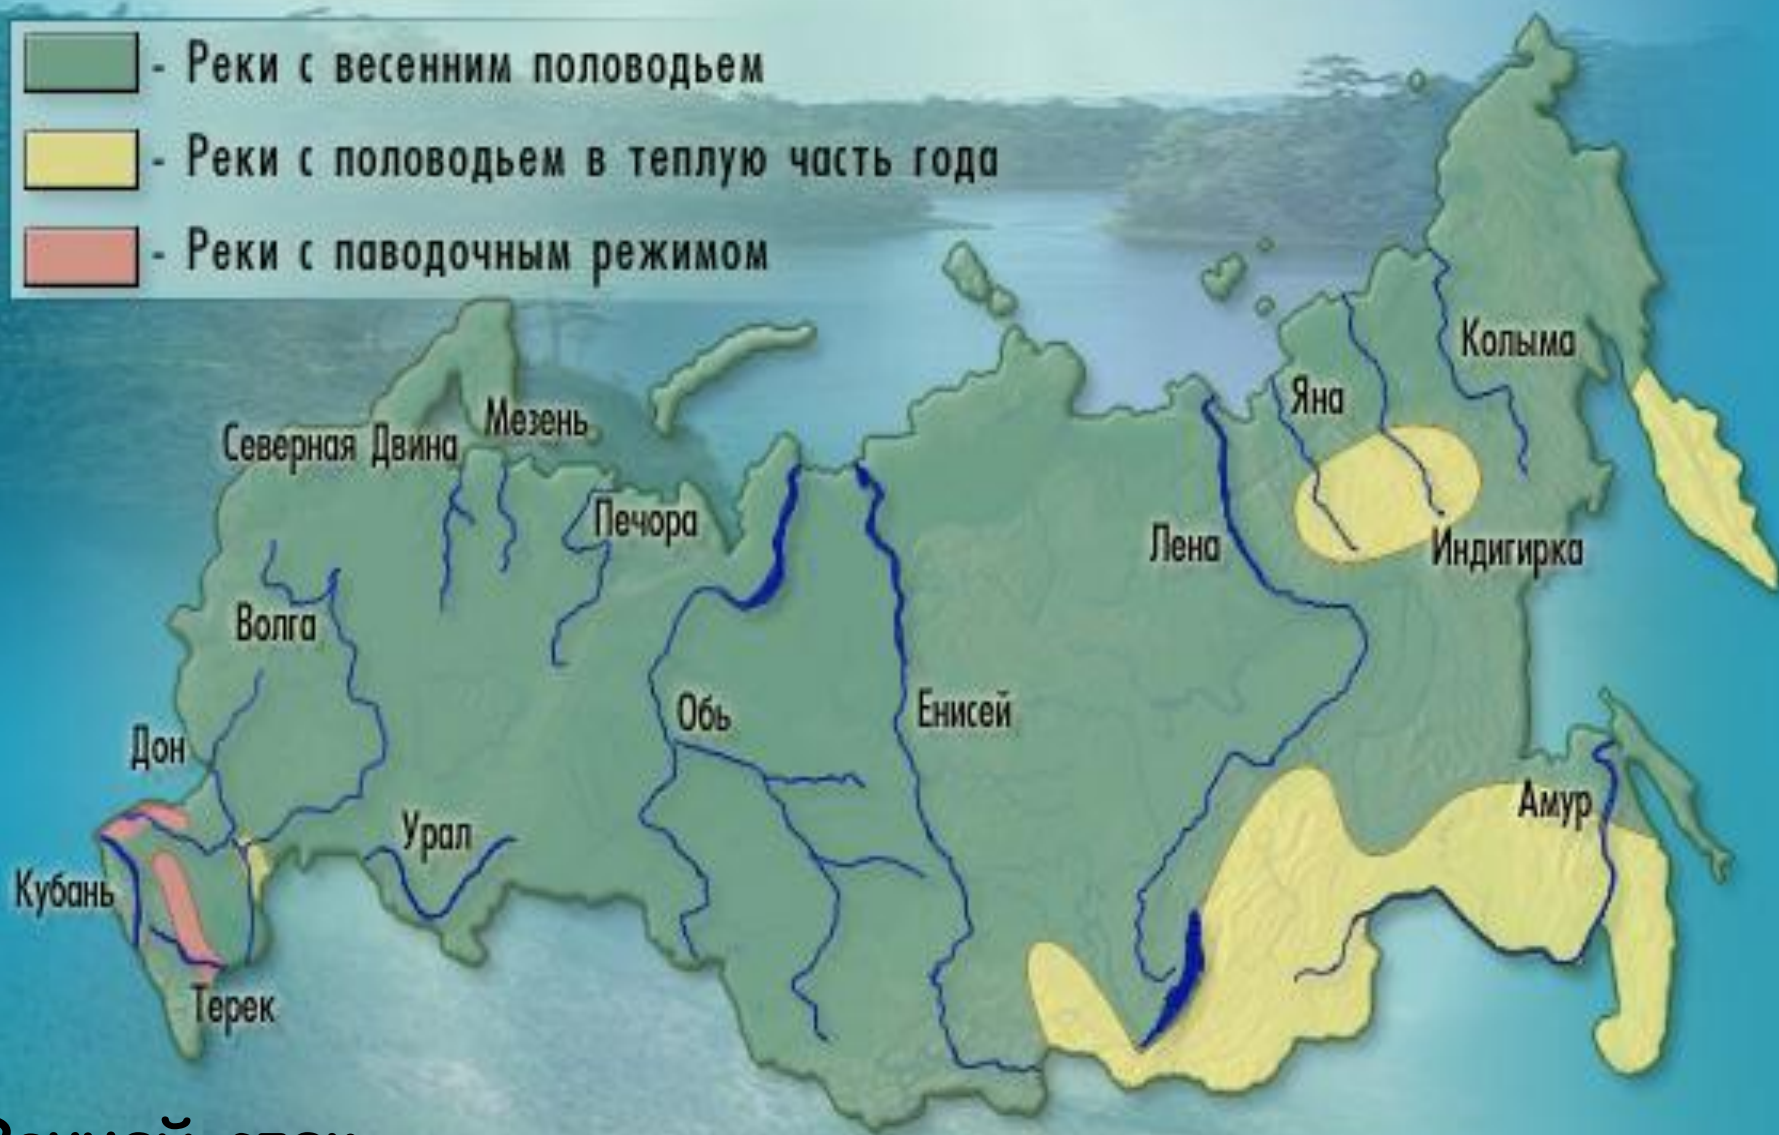 - Реки с весенним половодьем
- Реки с половодьем в теплую часть года
- Реки с паводочным режимом
Колыма
Яна
Мезень
Северная Двина
Печора
Лена
Индигирка
Волга
Обь
Енисей
Дон
Амур
Урал
Кубань
Терек